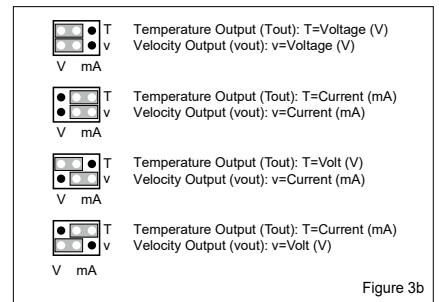 T Temperature Output (Tout): T=Voltage (V)
v Velocity Output (vout): v=Voltage (V)
V mA
T Temperature Output (Tout): T=Current (mA)
v Velocity Output (vout): v=Current (mA)
V mA
T Temperature Output (Tout): T=Volt (V)
v Velocity Output (vout): v=Current (mA)
V mA
T Temperature Output (Tout): T=Current (mA)
v Velocity Output (vout): v=Volt (V)
V mA
Figure 3b